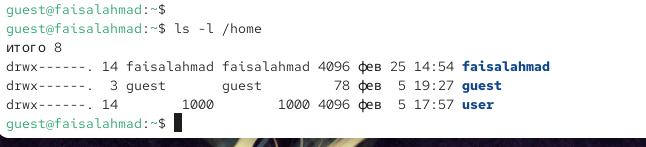 guest@faisalahmad:~$
guest@faisalahmad:~$ ls -l /home
итого 8
drwx------. 14 faisalahmad faisalahmad 4096 фев 25 14:54 faisalahmad
drwx------.  3 guest       guest         78 фев  5 19:27 guest
drwx------. 14        1000        1000 4096 фев  5 17:57 user
guest@faisalahmad:~$